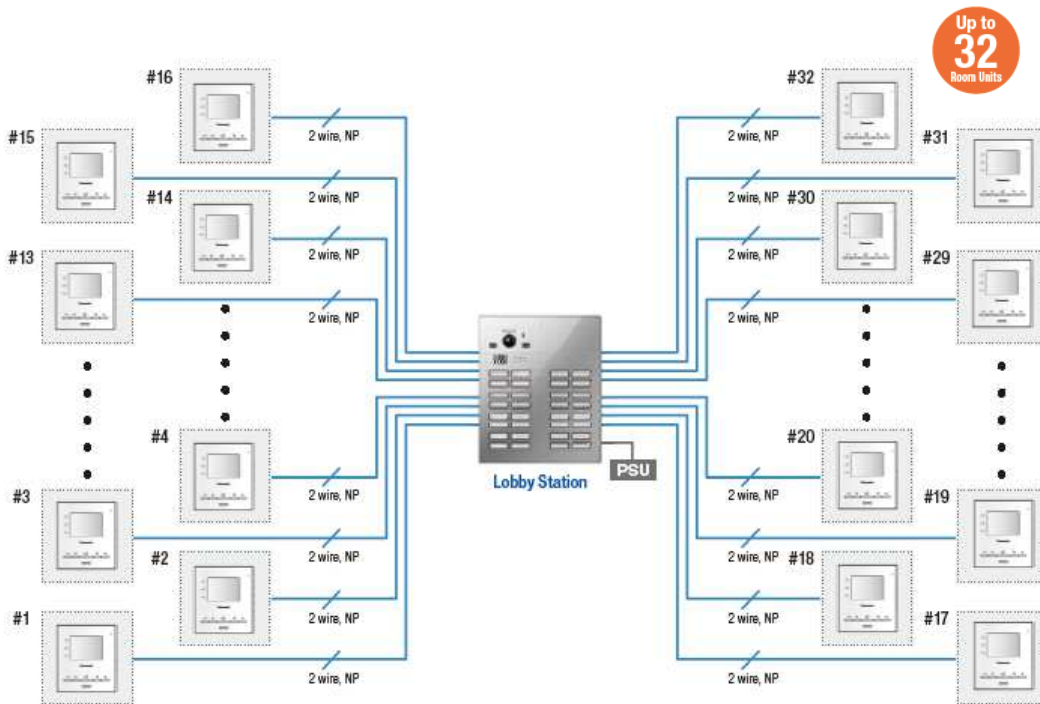 Up to
32
Room Units
#16
2 wire, NP
#32
2 wire, NP
#15
2 wire, NP
#31
2 wire, NP
#14
2 wire, NP
#30
2 wire, NP
#13
2 wire, NP
#29
2 wire, NP
#4
2 wire, NP
#20
2 wire, NP
Lobby Station
PSU
#3
2 wire, NP
#19
2 wire, NP
#2
2 wire, NP
#18
2 wire, NP
#1
2 wire, NP
#17
2 wire, NP